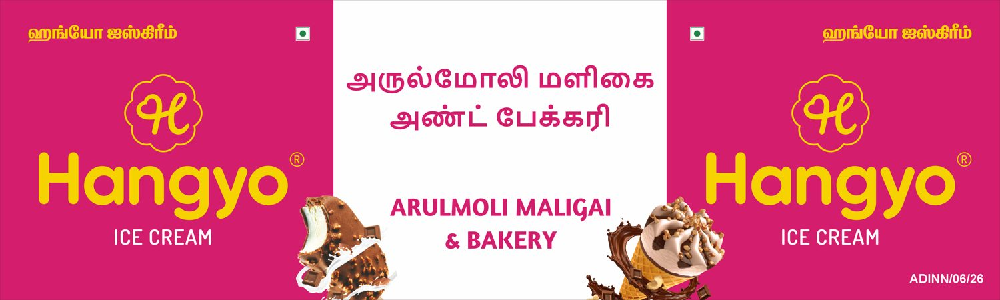 ஹங்யோ ஐஸ்கிரீம்
H
Hangyo®
ICE CREAM
அருல்மோலி மளிகை
அண்ட் பேக்கரி
ARULMOLI MALIGAI
& BAKERY
ஹங்யோ ஐஸ்கிரீம்
H
Hangyo®
ICE CREAM
ADINN/06/26